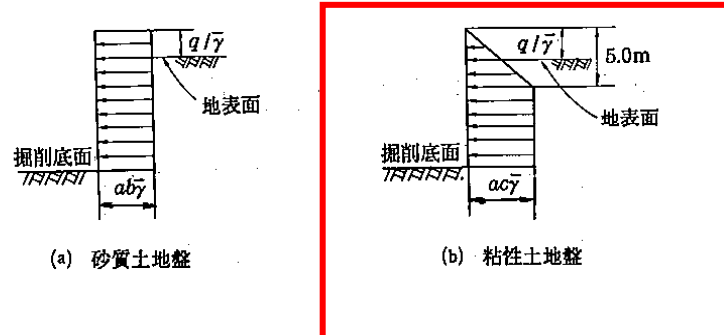 q/γ̄
地表面
掘削底面
abγ̄
(a) 砂質土地盤
q/γ̄
5.0m
地表面
掘削底面
acγ̄
(b) 粘性土地盤